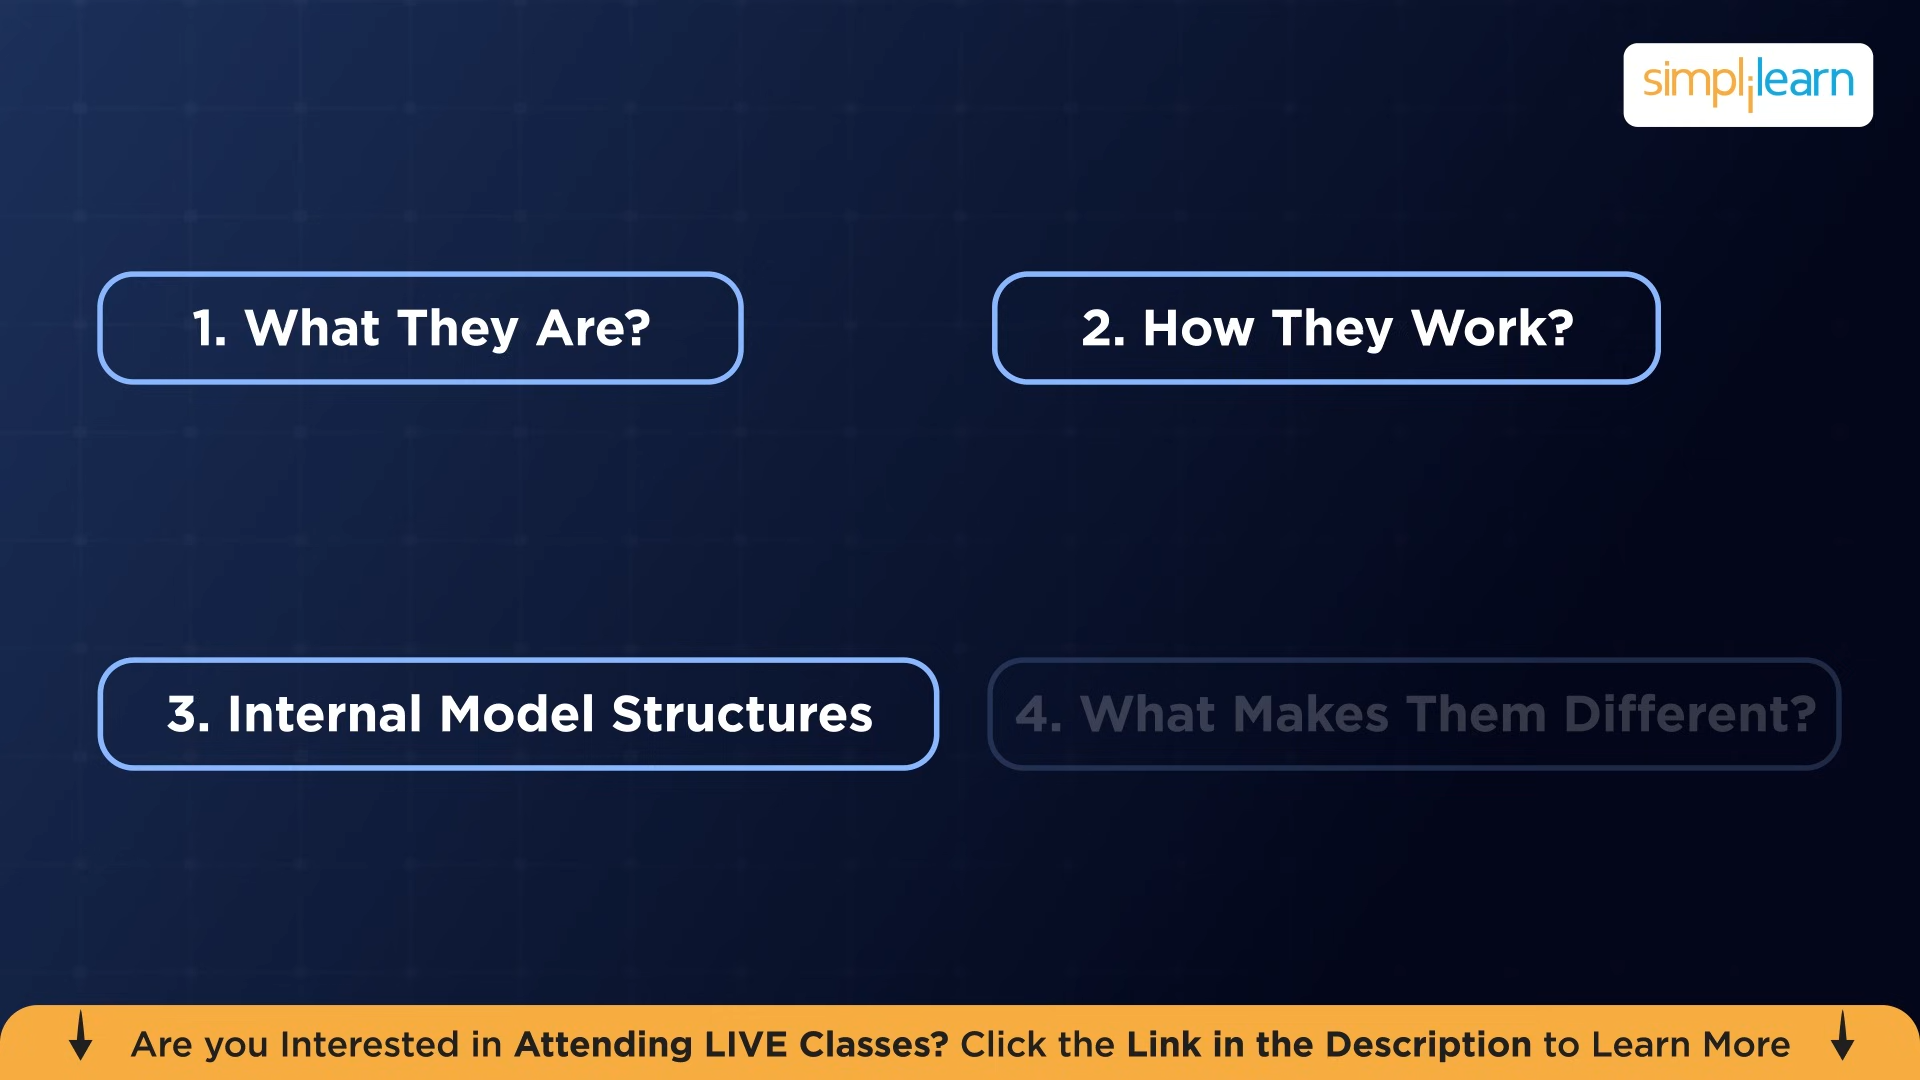 simplilearn
1. What They Are?
2. How They Work?
3. Internal Model Structures
4. What Makes Them Different?
Are you Interested in Attending LIVE Classes? Click the Link in the Description to Learn More